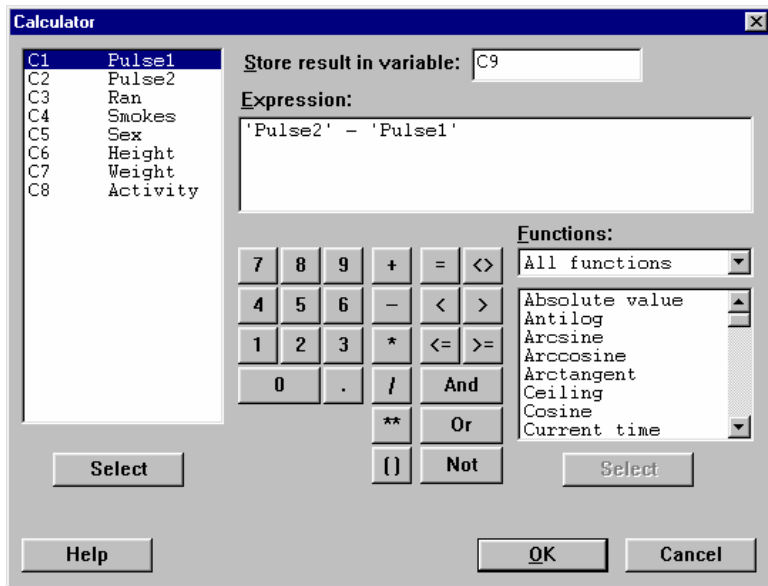 Calculator
C1 Pulse1
C2 Pulse2
C3 Ran
C4 Smokes
C5 Sex
C6 Height
C7 Weight
C8 Activity
Select
Store result in variable: C9
Expression:
'Pulse2' - 'Pulse1'
7 8 9 + = <>
4 5 6 - < >
1 2 3 * <= >=
0 . / And
** Or
() Not
Functions:
All functions
Absolute value
Antilog
Arcsine
Arccosine
Arctangent
Ceiling
Cosine
Current time
Select
Help
OK
Cancel